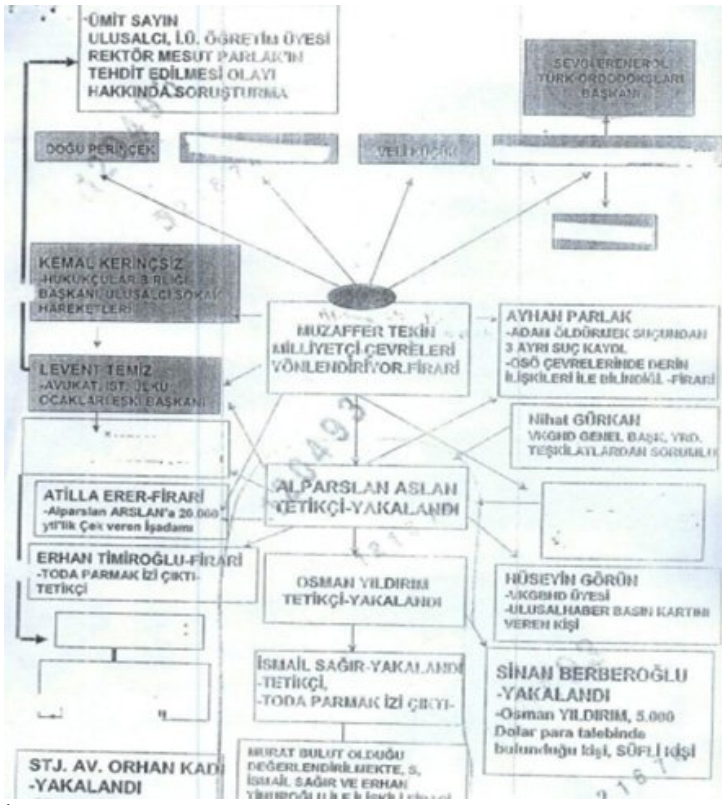 -ÜMİT SAYIN
ULUSALCI, İ.Ü. ÖĞRETİM ÜYESİ
REKTÖR MESUT PARLAK'IN
TEHDİT EDİLMESİ OLAYI
HAKKINDA SORUŞTURMA
SEVGİ ERENEROL
TÜRK ORDODOKSLARI
BAŞKANI
DOĞU PERİNÇEK
VELİ KÜÇÜK
KEMAL KERİNÇSİZ
-HUKUKÇULAR BİRLİĞİ
BAŞKANI, ULUSALCI SOKAK
HAREKETLERİ
MUZAFFER TEKİN
MİLLİYETÇİ ÇEVRELERİ
YÖNLENDİRİYOR.FİRARİ
AYHAN PARLAK
-ADAM ÖLDÜRMEK SUÇUNDAN
3 AYRI SUÇ KAYDI.
-OSÖ ÇEVRELERİNDE DERİN
İLİŞKİLERİ İLE BİLİNDİĞİ. -FİRARİ
LEVENT TEMİZ
-AVUKAT, İST. ÜLKÜ
OCAKLARI ESKİ BAŞKANI
Nihat GÜRKAN
VKGHD GENEL BAŞK. YRD.
TEŞKİLATLARDAN SORUMLU
ATİLLA ERER-FİRARİ
-Alparslan ARSLAN'a 20.000
ytl'lik Çek veren İşadamı
ALPARSLAN ASLAN
TETİKÇİ-YAKALANDI
120493
ERHAN TİMİROĞLU-FİRARİ
-TODA PARMAK İZİ ÇIKTI-
TETİKÇİ
OSMAN YILDIRIM
TETİKÇİ-YAKALANDI
HÜSEYİN GÖRÜN
-VKGBHD ÜYESİ
-ULUSALHABER BASIN KARTINI
VEREN KİŞİ
İSMAİL SAĞIR-YAKALANDI
-TETİKÇİ,
-TODA PARMAK İZİ ÇIKTI-
SİNAN BERBEROĞLU
-YAKALANDI
-Osman YILDIRIM, 5.000
Dolar para talebinde
bulunduğu kişi, SÜFLİ KİŞİ
STJ. AV. ORHAN KADI
-YAKALANDI
MURAT BULUT OLDUĞU
DEĞERLENDİRİLMEKTE, S,
İSMAİL SAĞIR VE ERHAN